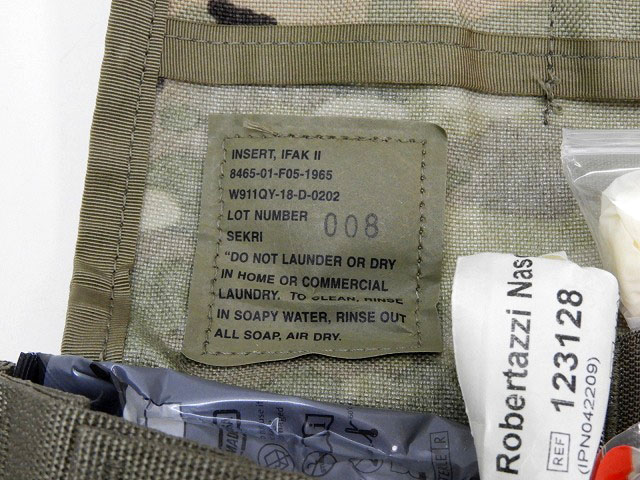 INSERT, IFAK II
8465-01-F05-1965
W911QY-18-D-0202
LOT NUMBER 008
SEKRI
"DO NOT LAUNDER OR DRY
IN HOME OR COMMERCIAL
LAUNDRY. TO CLEAN, RINSE
IN SOAPY WATER, RINSE OUT
ALL SOAP, AIR DRY.
Robertazzi
REF 123128
(IPN042209)